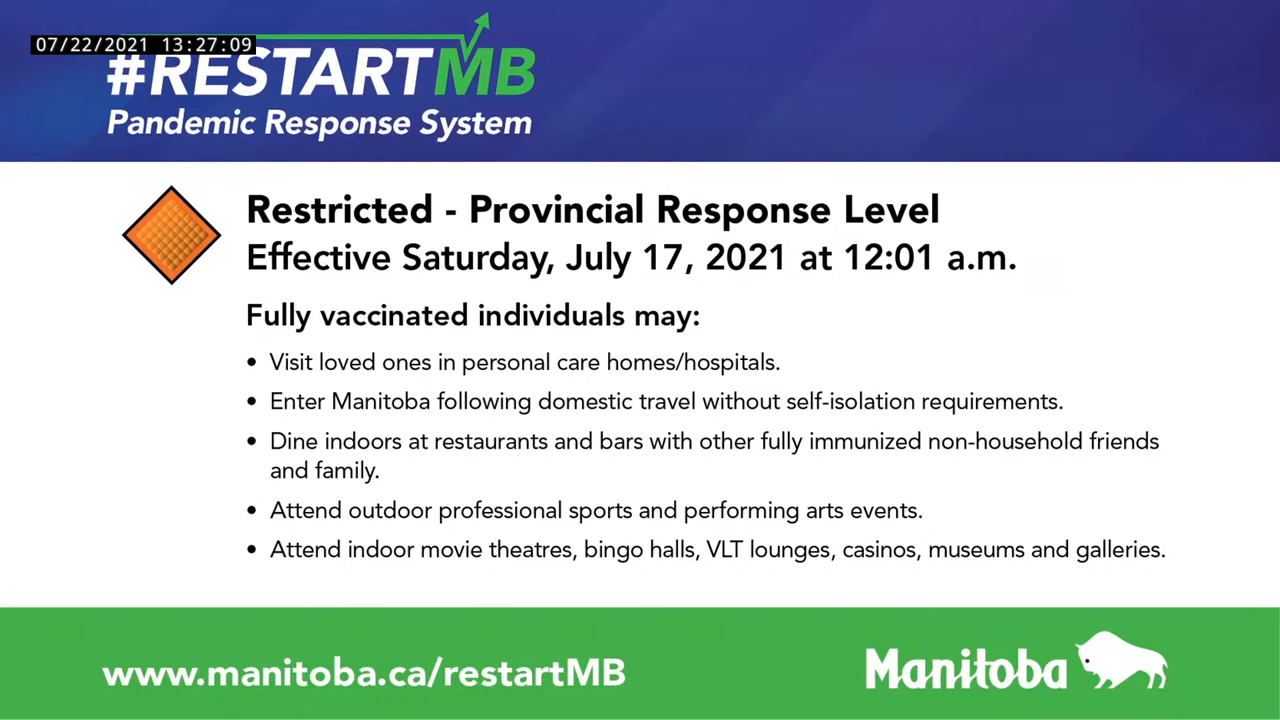 07/22/2021 13:27:09
#RESTARTMB
Pandemic Response System
Restricted - Provincial Response Level
Effective Saturday, July 17, 2021 at 12:01 a.m.
Fully vaccinated individuals may:
• Visit loved ones in personal care homes/hospitals.
• Enter Manitoba following domestic travel without self-isolation requirements.
• Dine indoors at restaurants and bars with other fully immunized non-household friends
and family.
• Attend outdoor professional sports and performing arts events.
• Attend indoor movie theatres, bingo halls, VLT lounges, casinos, museums and galleries.
www.manitoba.ca/restartMB
Manitoba